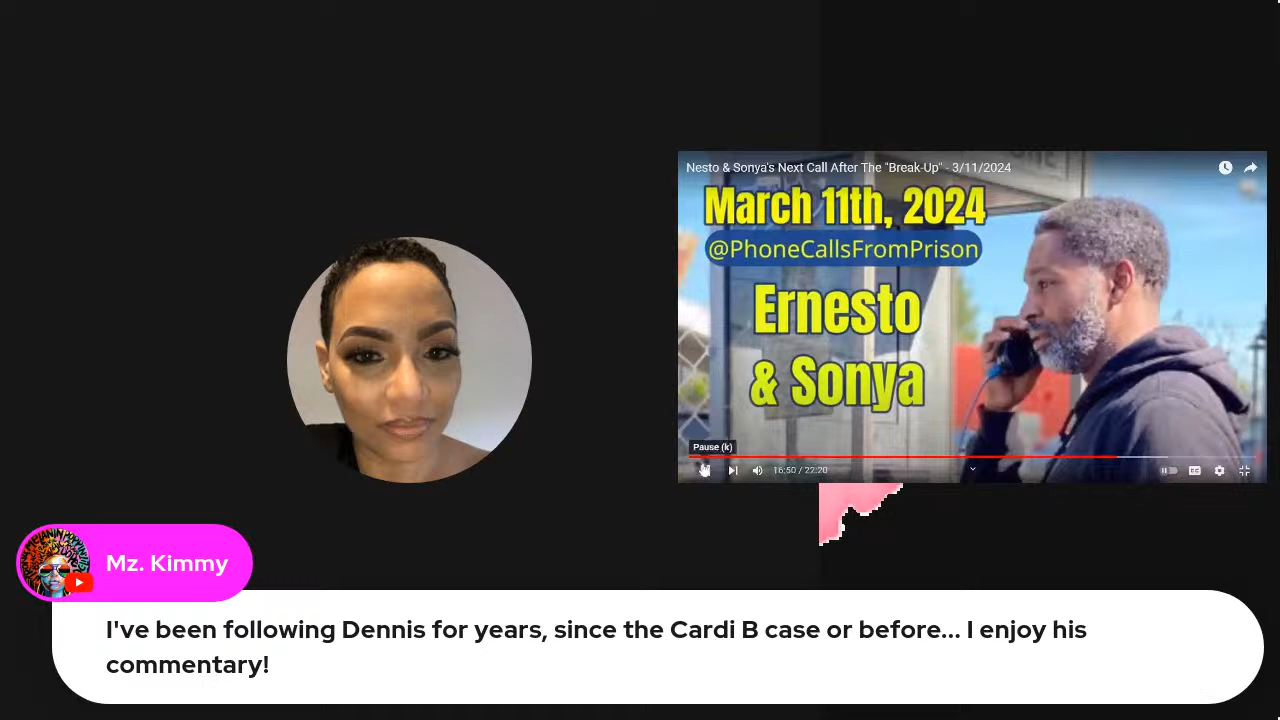 Nesto & Sonya's Next Call After The "Break-Up" - 3/11/2024
March 11th, 2024
@PhoneCallsFromPrison
Ernesto
& Sonya
Pause (k)
16:50 / 22:20
Mz. Kimmy
I've been following Dennis for years, since the Cardi B case or before... I enjoy his
commentary!